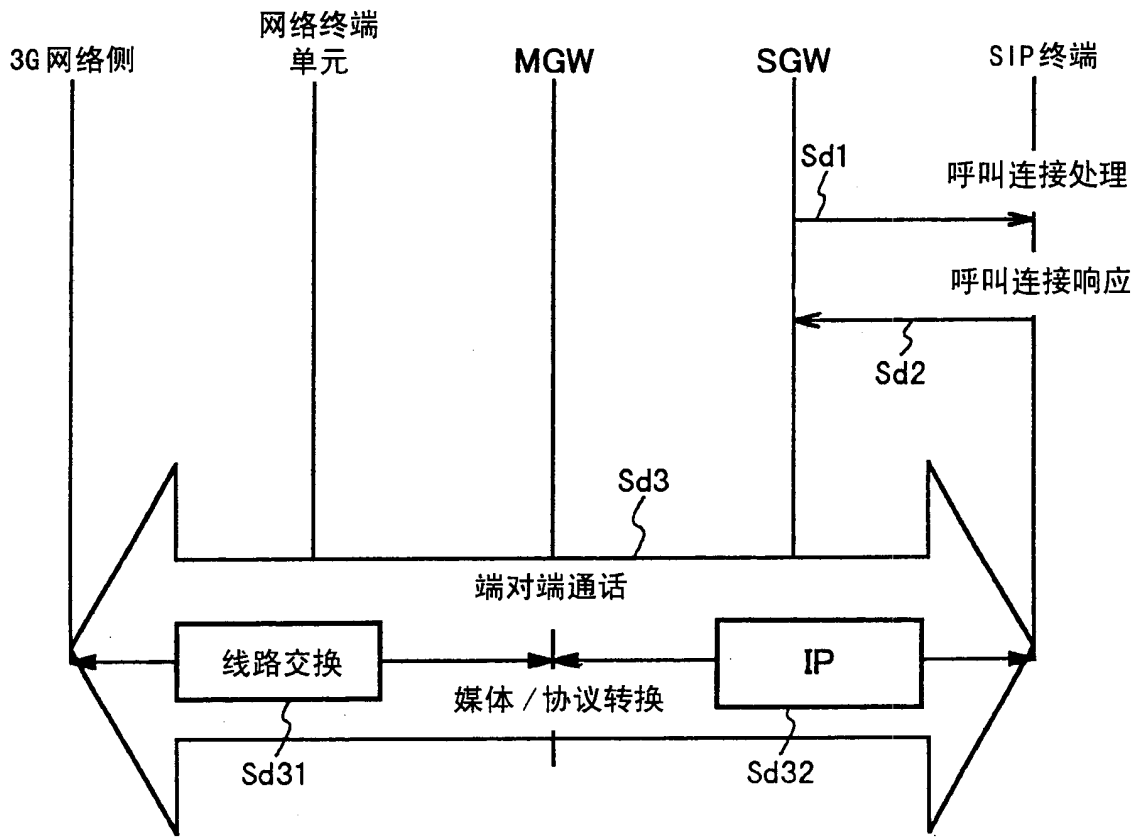 3G网络侧
网络终端
单元
MGW
SGW
SIP终端
Sd1
呼叫连接处理
呼叫连接响应
Sd2
Sd3
端对端通话
线路交换
IP
媒体/协议转换
Sd31
Sd32